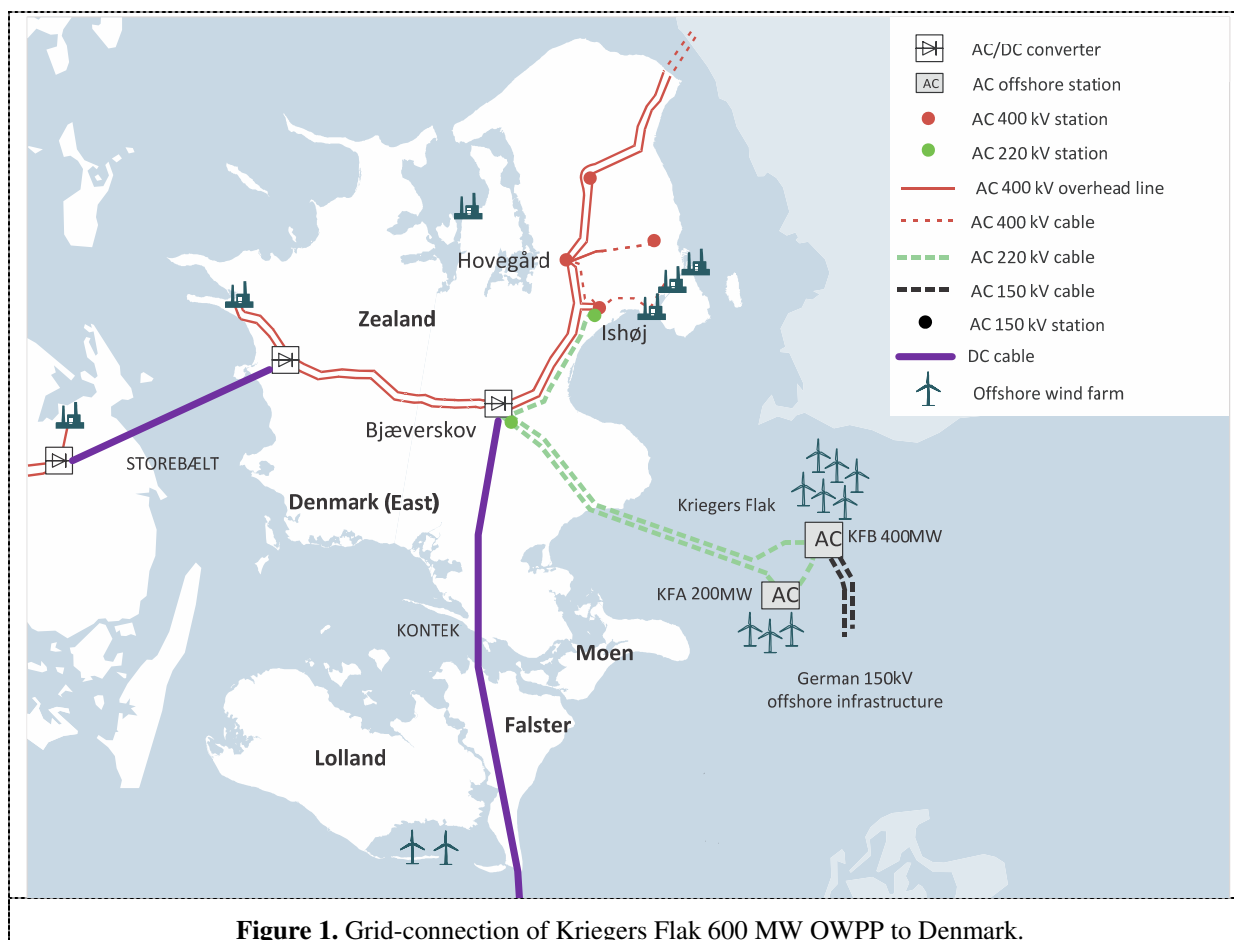 AC/DC converter
AC
AC offshore station
AC 400 kV station
AC 220 kV station
AC 400 kV overhead line
AC 400 kV cable
AC 220 kV cable
AC 150 kV cable
AC 150 kV station
DC cable
Offshore wind farm
Hovegård
Zealand
Ishøj
Bjæverskov
STOREBÆLT
Denmark (East)
Kriegers Flak
AC
KFB 400MW
KFA 200MW
AC
KONTEK
Moen
German 150kV
offshore infrastructure
Falster
Lolland
Figure 1. Grid-connection of Kriegers Flak 600 MW OWPP to Denmark.